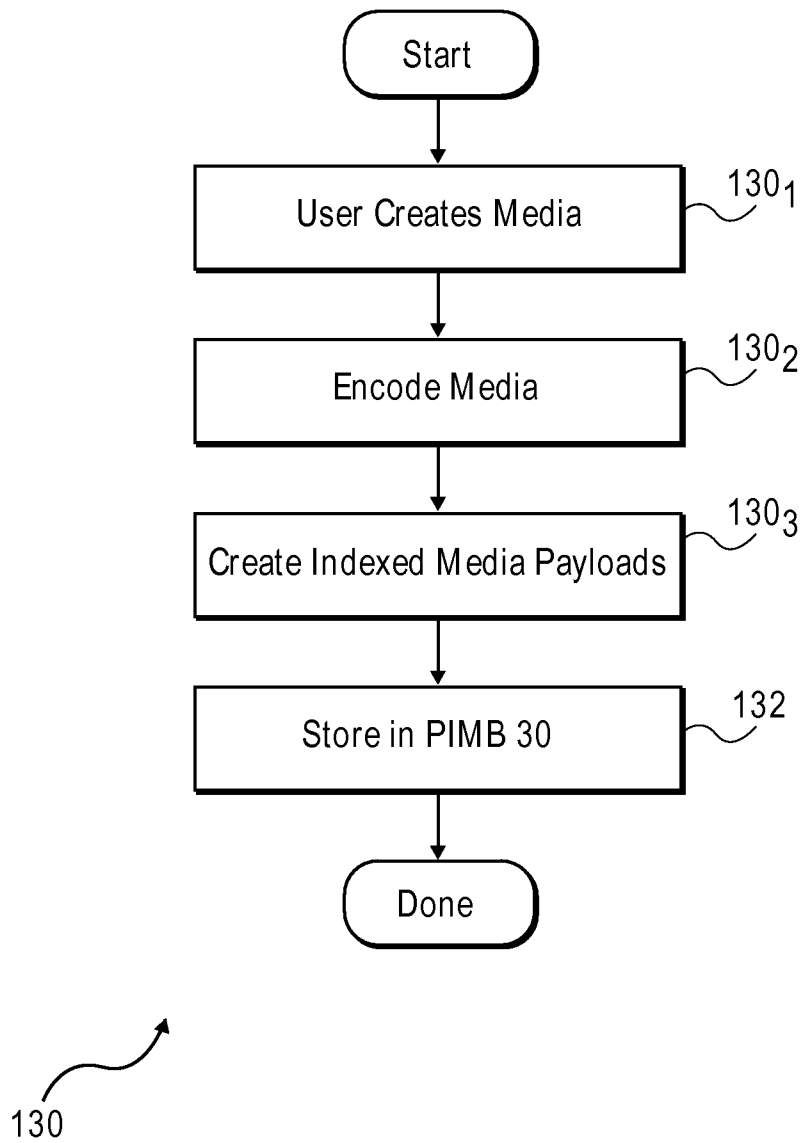 Start
User Creates Media
130₁
Encode Media
130₂
Create Indexed Media Payloads
130₃
Store in PIMB 30
132
Done
130